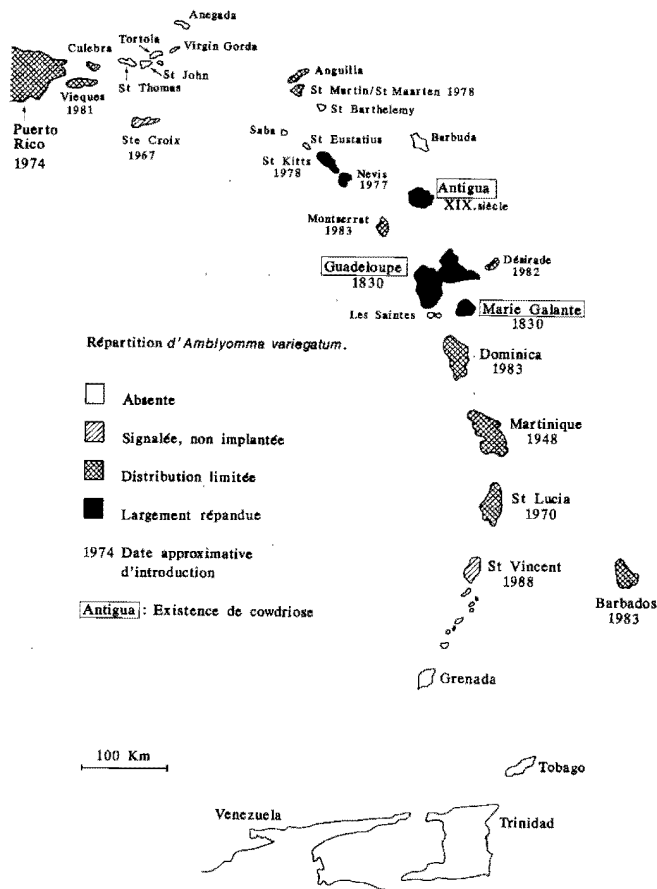 Anegada
Tortola
Virgin Gorda
Culebra
St John
St Thomas
Vieques
1981
Puerto
Rico
1974
Ste Croix
1967
Anguilla
St Martin/St Maarten 1978
St Barthelemy
Saba
St Eustatius
Barbuda
St Kitts
1978
Nevis
1977
Antigua
XIX.siècle
Montserrat
1983
Guadeloupe
1830
Désirade
1982
Les Saintes
Marie Galante
1830
Répartition d'Amblyomma variegatum.
Dominica
1983
Absente
Martinique
1948
Signalée, non implantée
Distribution limitée
St Lucia
1970
Largement répandue
1974 Date approximative
d'introduction
St Vincent
1988
Barbados
1983
Antigua : Existence de cowdriose
Grenada
100 Km
Tobago
Venezuela
Trinidad